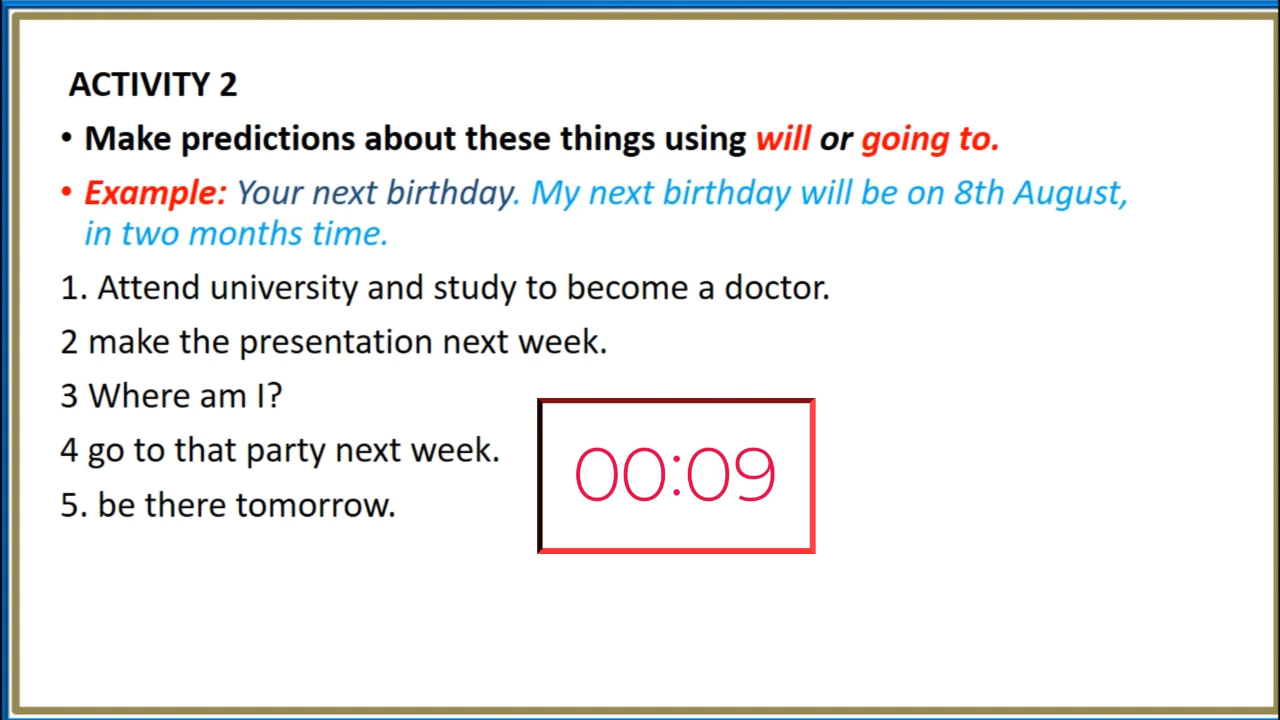 ACTIVITY 2
• Make predictions about these things using will or going to.
• Example: Your next birthday. My next birthday will be on 8th August,
in two months time.
1. Attend university and study to become a doctor.
2 make the presentation next week.
3 Where am I?
4 go to that party next week.
5. be there tomorrow.
00:09